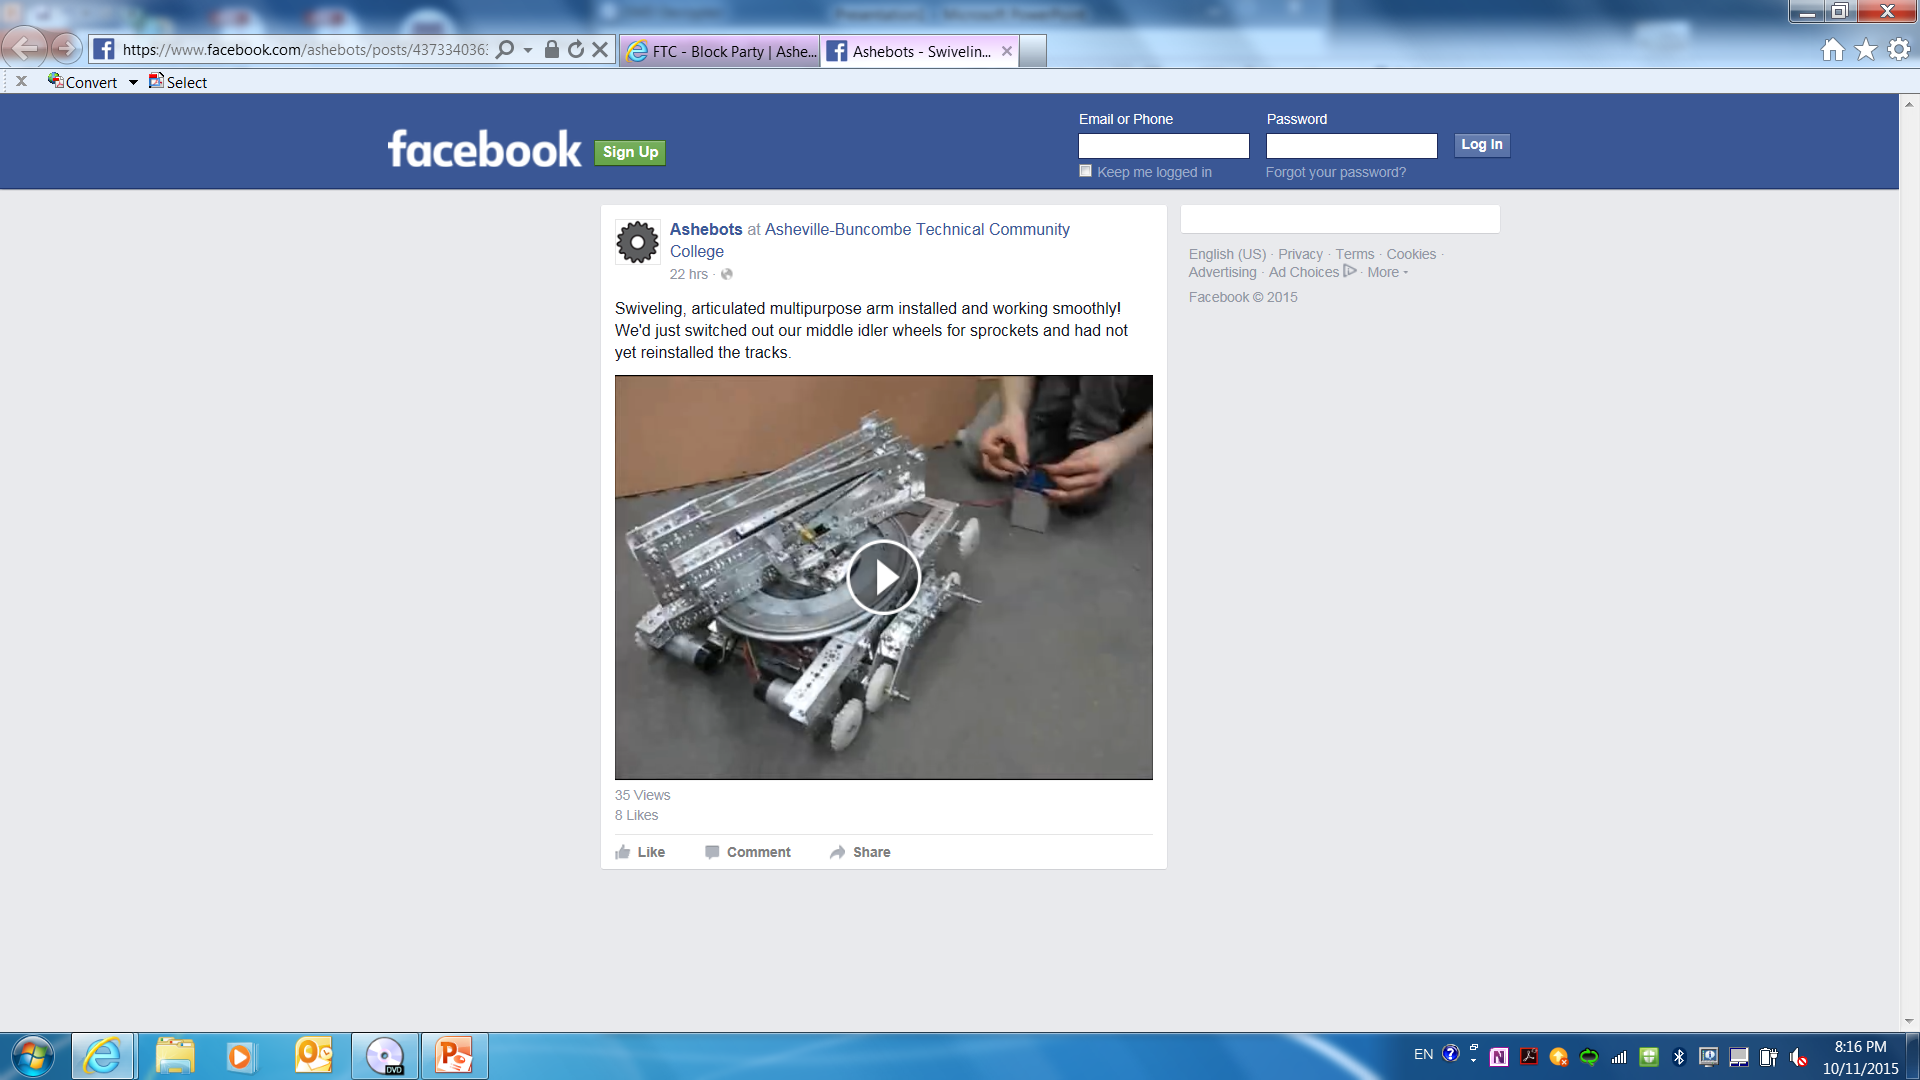 https://www.facebook.com/ashebots/posts/437334036
FTC - Block Party | Ashe...
Ashebots - Swivelin...
Convert
Select
facebook
Sign Up
Email or Phone
Password
Log In
Keep me logged in
Forgot your password?
Ashebots at Asheville-Buncombe Technical Community
College
22 hrs ·
Swiveling, articulated multipurpose arm installed and working smoothly!
We'd just switched out our middle idler wheels for sprockets and had not
yet reinstalled the tracks.
35 Views
8 Likes
Like
Comment
Share
English (US) · Privacy · Terms · Cookies ·
Advertising · Ad Choices · More
Facebook © 2015
DVD
EN
8:16 PM
10/11/2015